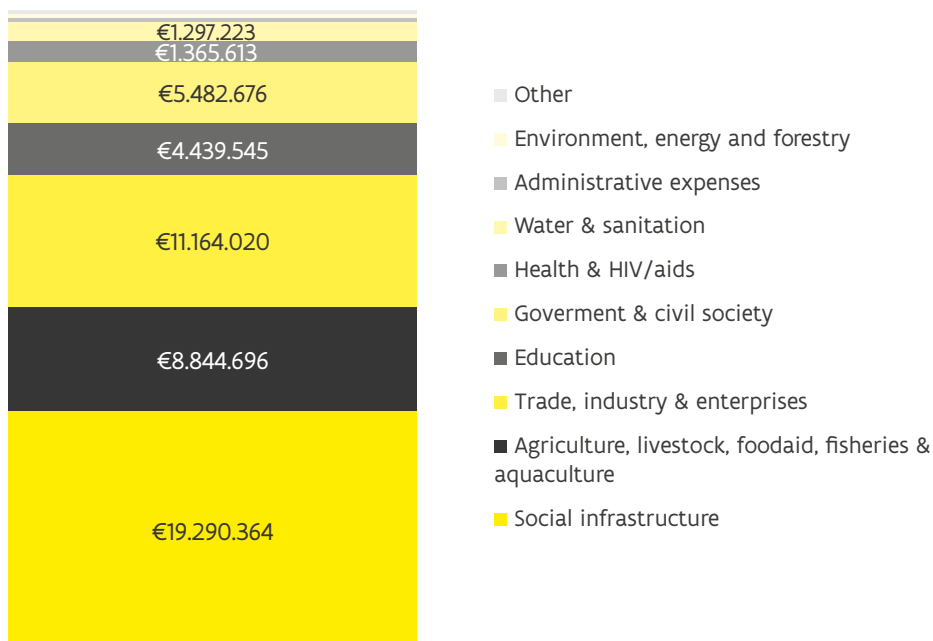 €1.297.223
€1.365.613
€5.482.676
€4.439.545
€11.164.020
€8.844.696
€19.290.364
Other
Environment, energy and forestry
Administrative expenses
Water & sanitation
Health & HIV/aids
Goverment & civil society
Education
Trade, industry & enterprises
Agriculture, livestock, foodaid, fisheries &
aquaculture
Social infrastructure